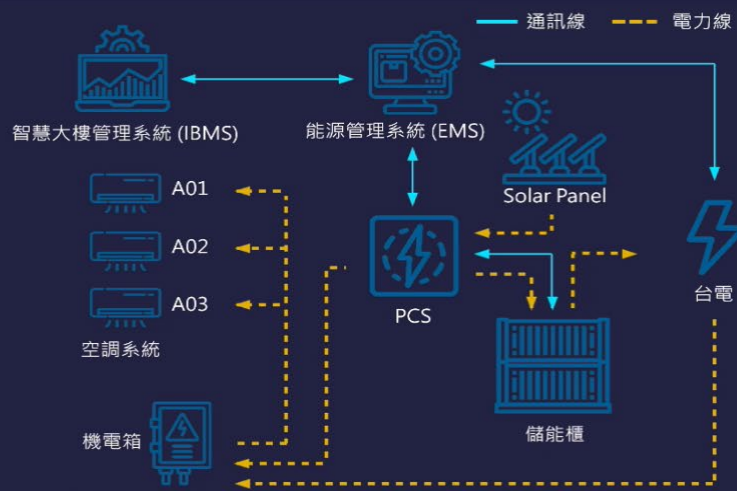 通訊線
電力線
智慧大樓管理系統 (IBMS)
能源管理系統 (EMS)
A01
Solar Panel
A02
台電
A03
PCS
空調系統
儲能櫃
機電箱